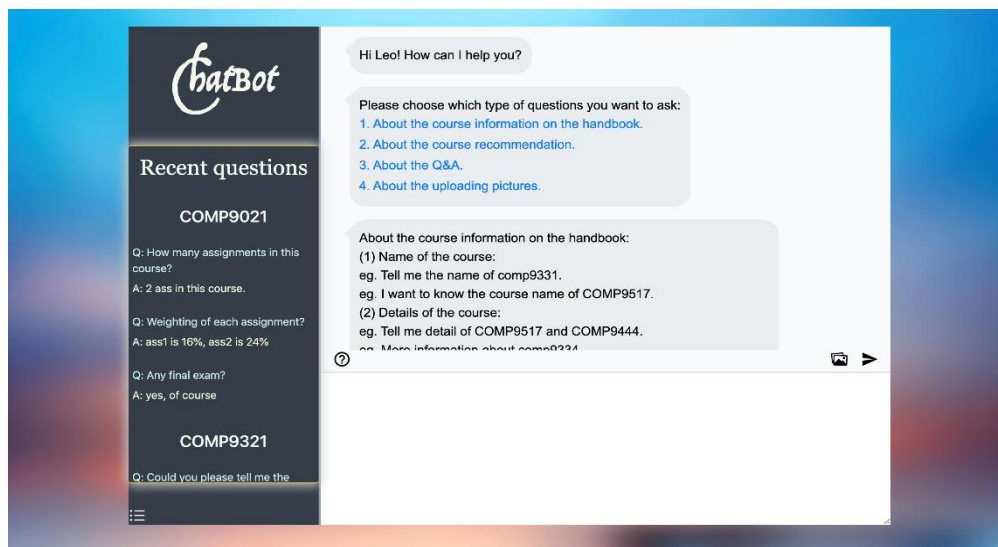 ChatBot
Recent questions
COMP9021
Q: How many assignments in this
course?
A: 2 ass in this course.
Q: Weighting of each assignment?
A: ass1 is 16%, ass2 is 24%
Q: Any final exam?
A: yes, of course
COMP9321
Q: Could you please tell me the
Hi Leo! How can I help you?
Please choose which type of questions you want to ask:
1. About the course information on the handbook.
2. About the course recommendation.
3. About the Q&A.
4. About the uploading pictures.
About the course information on the handbook:
(1) Name of the course:
eg. Tell me the name of comp9331.
eg. I want to know the course name of COMP9517.
(2) Details of the course:
eg. Tell me detail of COMP9517 and COMP9444.
eg. More information about comp9334